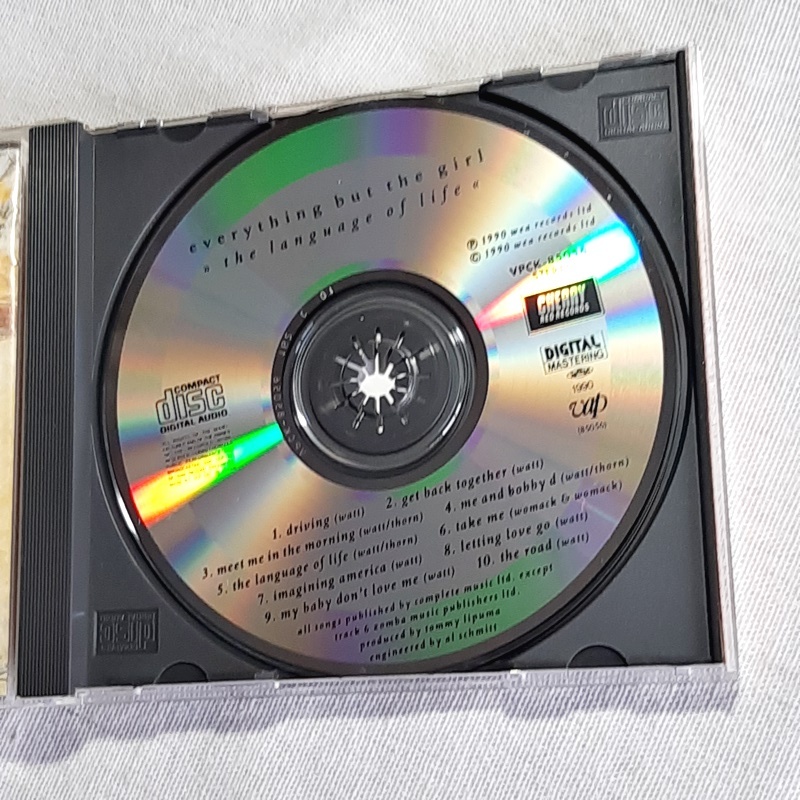 everything but the girl
» the language of life «
℗ 1990 wea records ltd
© 1990 wea records ltd
CHERRY
RED RECORDS
DIGITAL
MASTERING
1990
vap
COMPACT
disc
DIGITAL AUDIO
1. driving (watt)
2. get back together (watt)
3. meet me in the morning (watt/thorn)
4. me and bobby d (watt/thorn)
5. the language of life (watt/thorn)
6. take me (womack & womack)
7. imagining america (watt)
8. letting love go (watt)
9. my baby don't love me (watt)
10. the road (watt)
all songs published by complete music ltd. except
track 6 zomba music publishers ltd.
produced by tommy lipuma
engineered by al schmitt
disc
disc